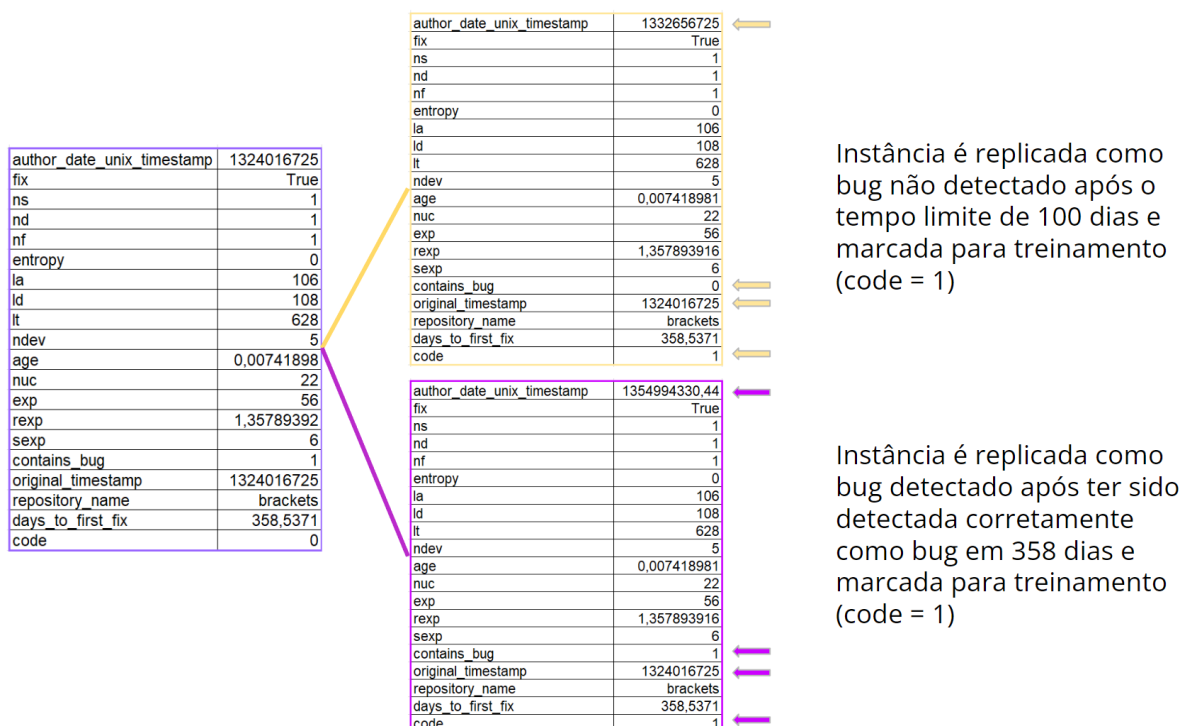 author_date_unix_timestamp 1324016725
fix True
ns 1
nd 1
nf 1
entropy 0
la 106
ld 108
lt 628
ndev 5
age 0,00741898
nuc 22
exp 56
rexp 1,35789392
sexp 6
contains_bug 1
original_timestamp 1324016725
repository_name brackets
days_to_first_fix 358,5371
code 0
author_date_unix_timestamp 1332656725
fix True
ns 1
nd 1
nf 1
entropy 0
la 106
ld 108
lt 628
ndev 5
age 0,007418981
nuc 22
exp 56
rexp 1,357893916
sexp 6
contains_bug 0
original_timestamp 1324016725
repository_name brackets
days_to_first_fix 358,5371
code 1
Instância é replicada como
bug não detectado após o
tempo limite de 100 dias e
marcada para treinamento
(code = 1)
author_date_unix_timestamp 1354994330,44
fix True
ns 1
nd 1
nf 1
entropy 0
la 106
ld 108
lt 628
ndev 5
age 0,007418981
nuc 22
exp 56
rexp 1,357893916
sexp 6
contains_bug 1
original_timestamp 1324016725
repository_name brackets
days_to_first_fix 358,5371
code 1
Instância é replicada como
bug detectado após ter sido
detectada corretamente
como bug em 358 dias e
marcada para treinamento
(code = 1)